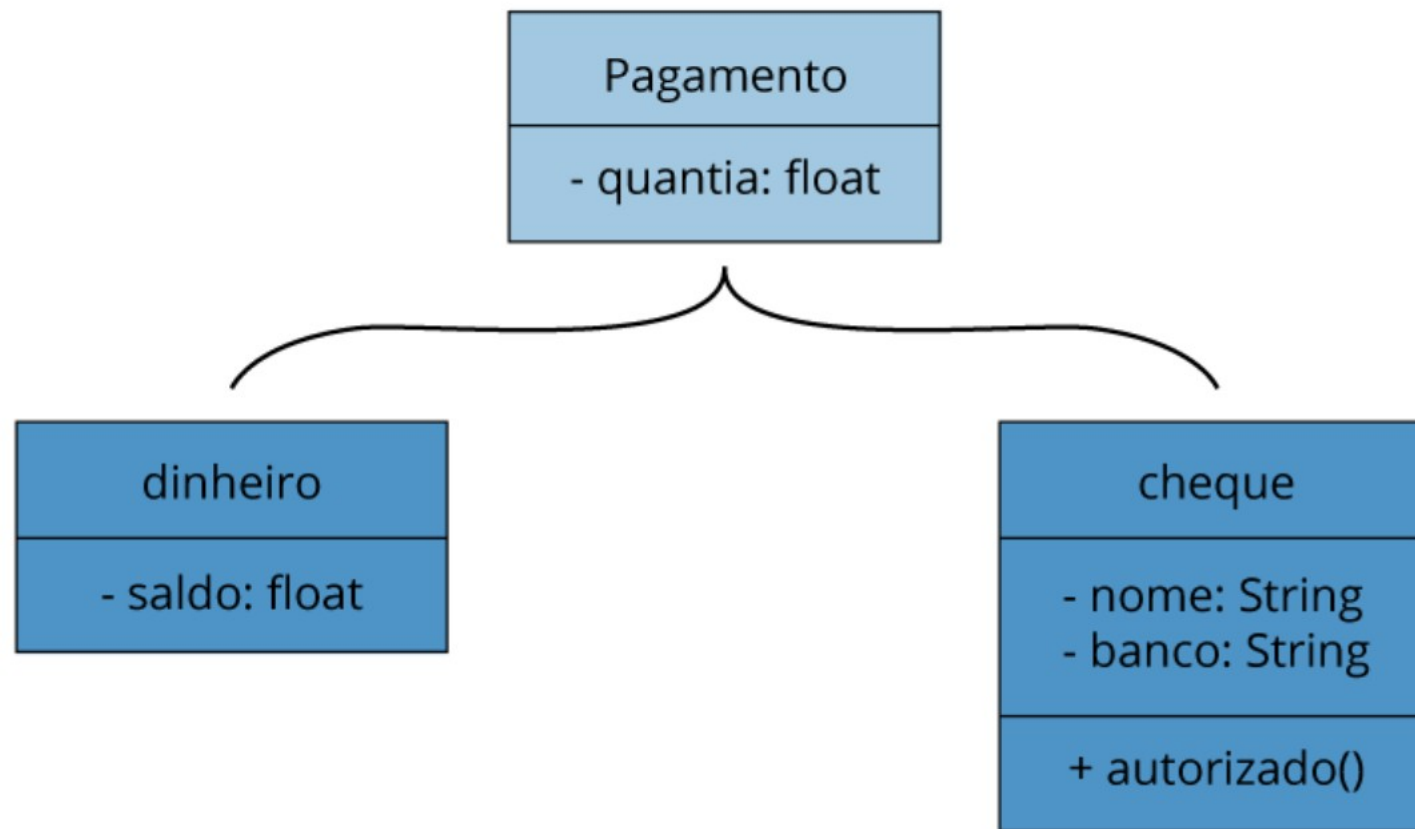 Pagamento
- quantia: float
dinheiro
- saldo: float
cheque
- nome: String
- banco: String
+ autorizado()